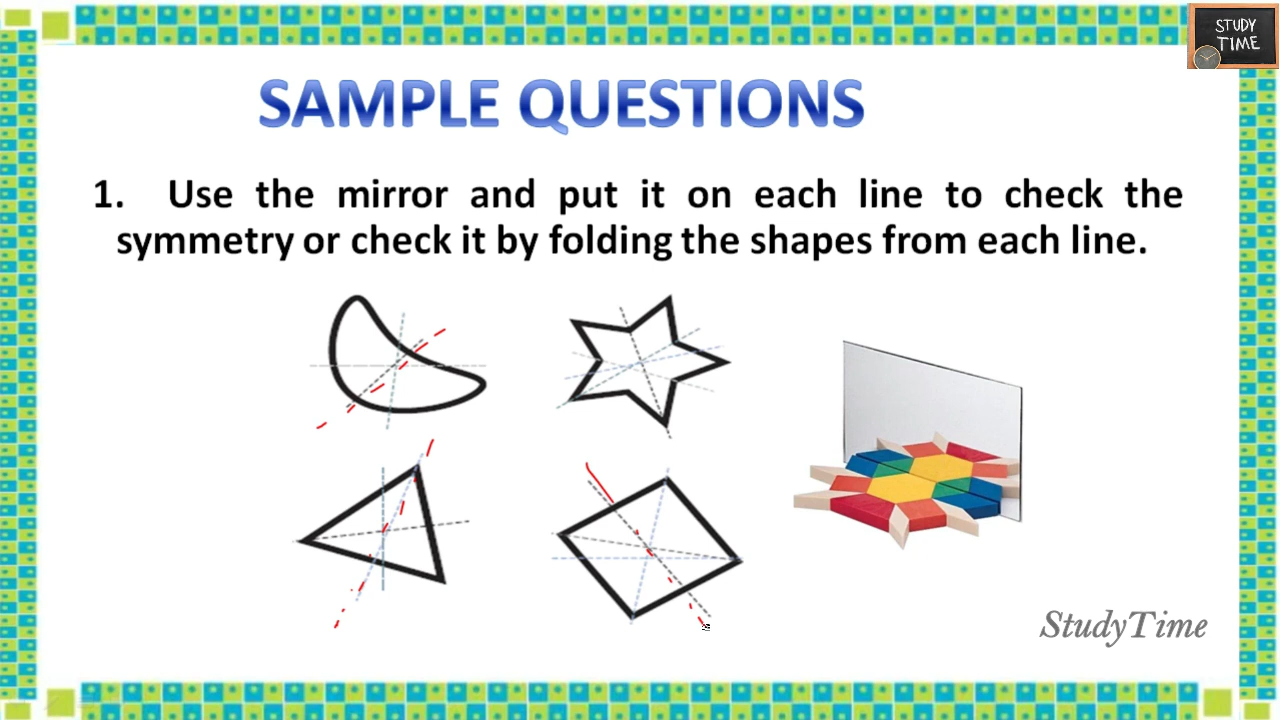 STUDY
TIME
SAMPLE QUESTIONS
1. Use the mirror and put it on each line to check the
symmetry or check it by folding the shapes from each line.
StudyTime